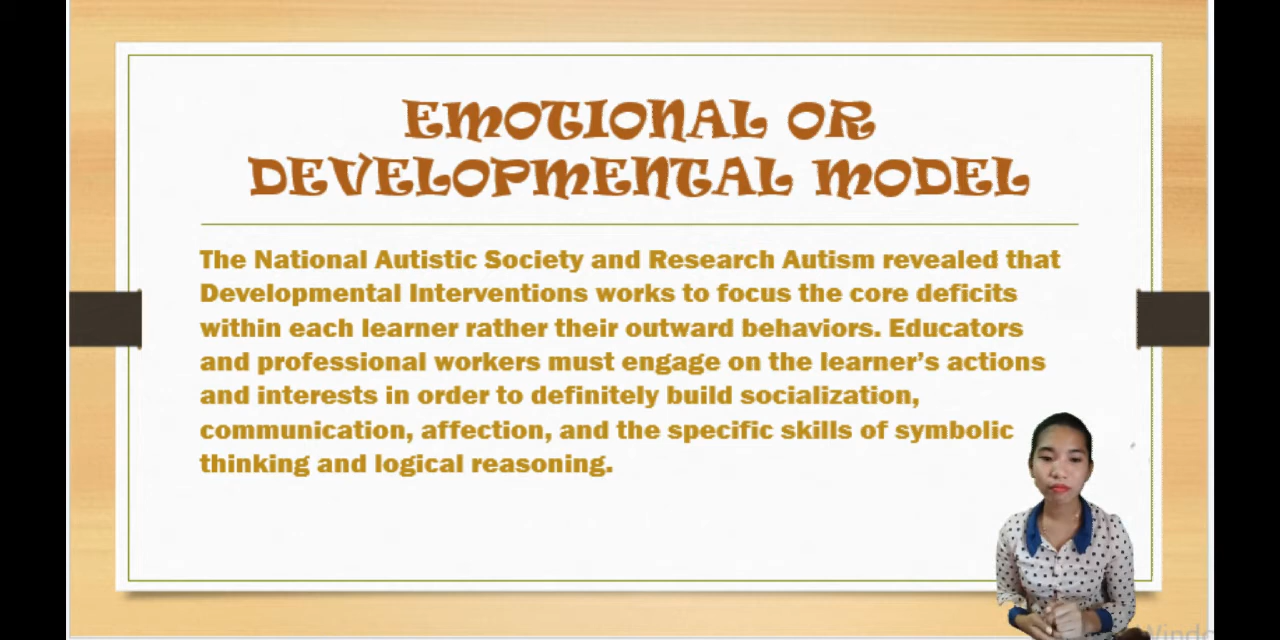 EMOTIONAL OR
DEVELOPMENTAL MODEL
The National Autistic Society and Research Autism revealed that
Developmental Interventions works to focus the core deficits
within each learner rather their outward behaviors. Educators
and professional workers must engage on the learner's actions
and interests in order to definitely build socialization,
communication, affection, and the specific skills of symbolic
thinking and logical reasoning.